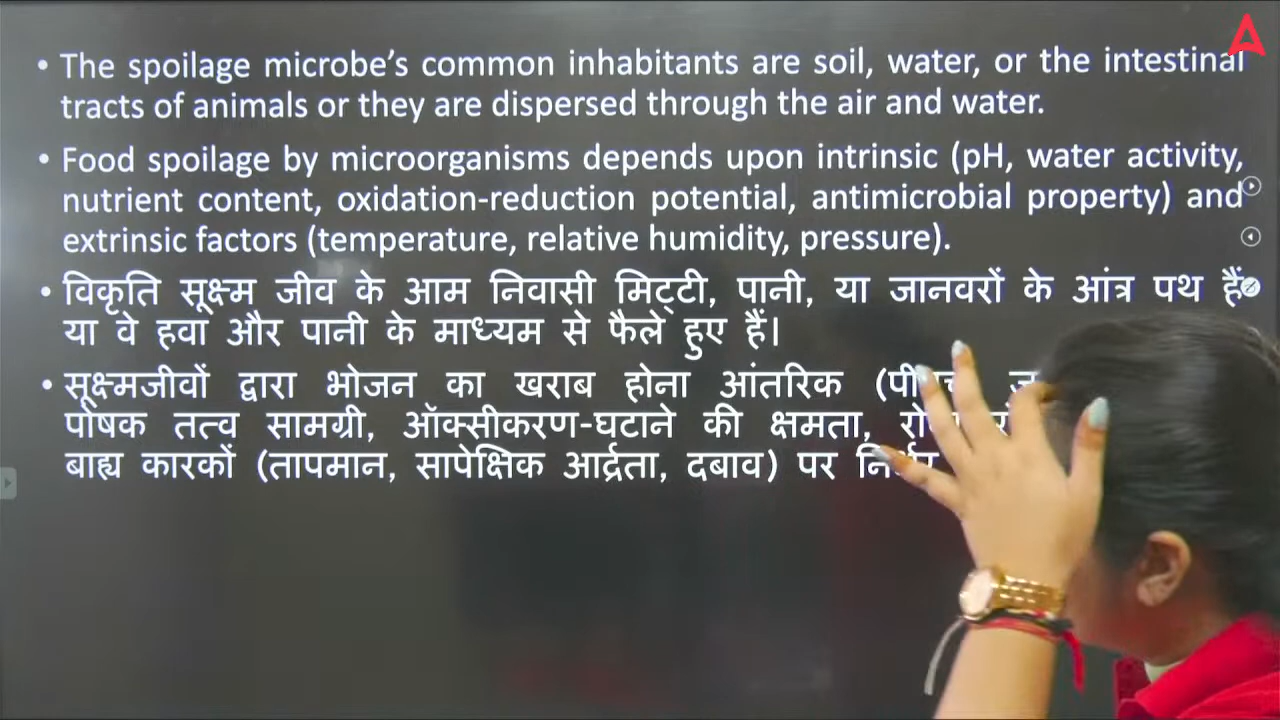 • The spoilage microbe's common inhabitants are soil, water, or the intestinal
tracts of animals or they are dispersed through the air and water.
• Food spoilage by microorganisms depends upon intrinsic (pH, water activity,
nutrient content, oxidation-reduction potential, antimicrobial property) and
extrinsic factors (temperature, relative humidity, pressure).
• विकृति सूक्ष्म जीव के आम निवासी मिट्टी, पानी, या जानवरों के आंत्र पथ हैं
या वे हवा और पानी के माध्यम से फैले हुए हैं।
• सूक्ष्मजीवों द्वारा भोजन का खराब होना आंतरिक
पोषक तत्व सामग्री, ऑक्सीकरण-घटाने की क्षमता,
बाह्य कारकों (तापमान, सापेक्षिक आर्द्रता, दबाव) पर